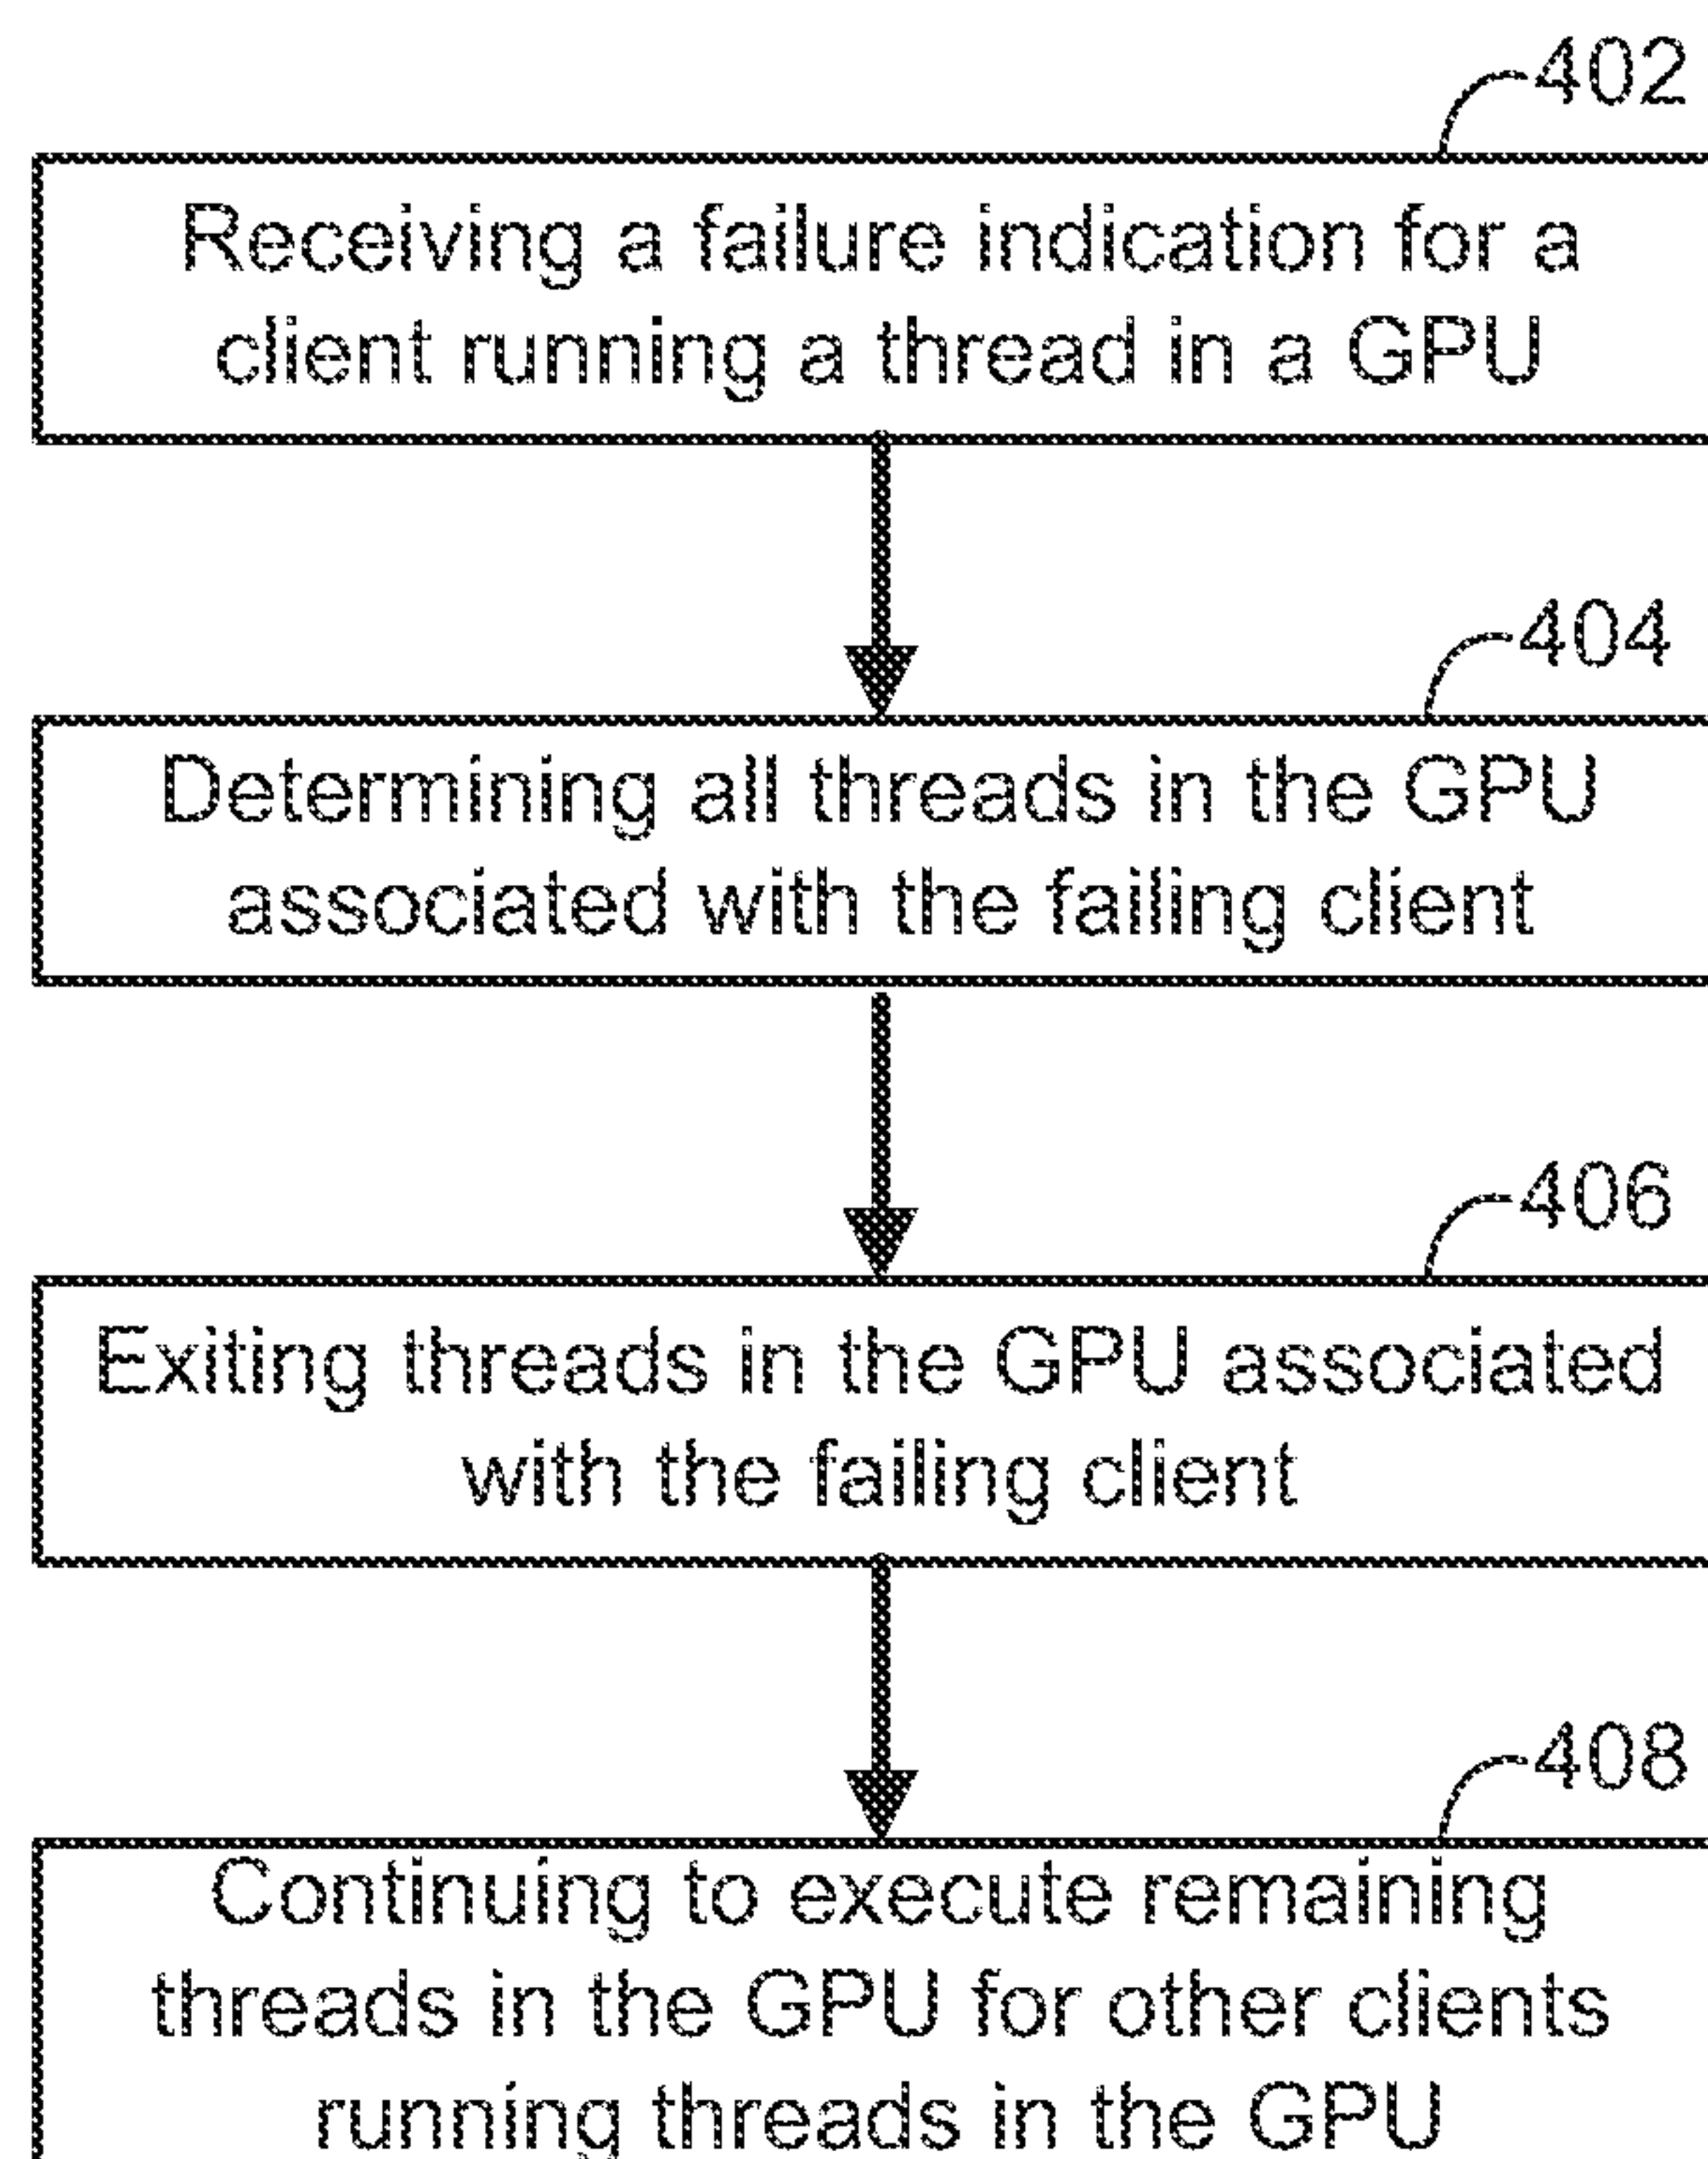 402
Receiving a failure indication for a
client running a thread in a GPU
404
Determining all threads in the GPU
associated with the failing client
406
Exiting threads in the GPU associated
with the failing client
408
Continuing to execute remaining
threads in the GPU for other clients
running threads in the GPU